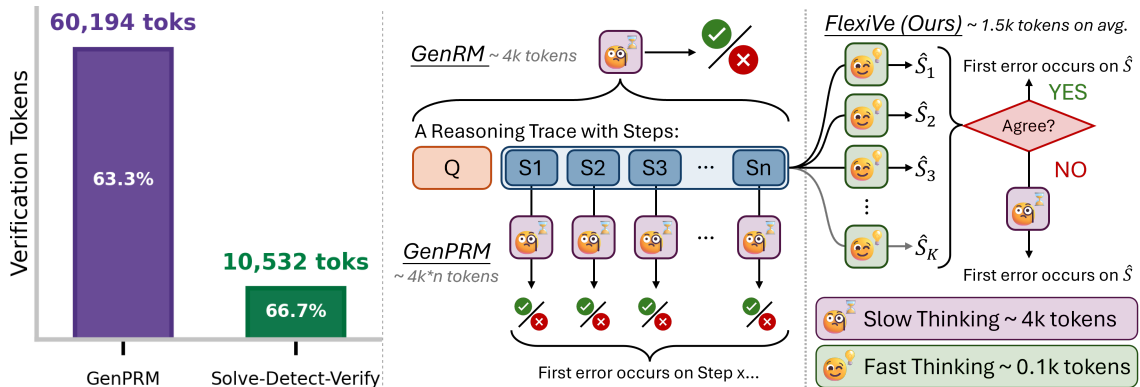 60,194 toks
63.3%
10,532 toks
66.7%
Verification Tokens
GenPRM
Solve-Detect-Verify
GenRM ~ 4k tokens
A Reasoning Trace with Steps:
Q
S1
S2
S3
...
Sn
...
GenPRM
~ 4k*n tokens
First error occurs on Step x...
FlexiVe (Ours) ~ 1.5k tokens on avg.
Ŝ1
Ŝ2
Ŝ3
⋮
ŜK
First error occurs on Ŝ
YES
Agree?
NO
First error occurs on Ŝ
Slow Thinking ~ 4k tokens
Fast Thinking ~ 0.1k tokens